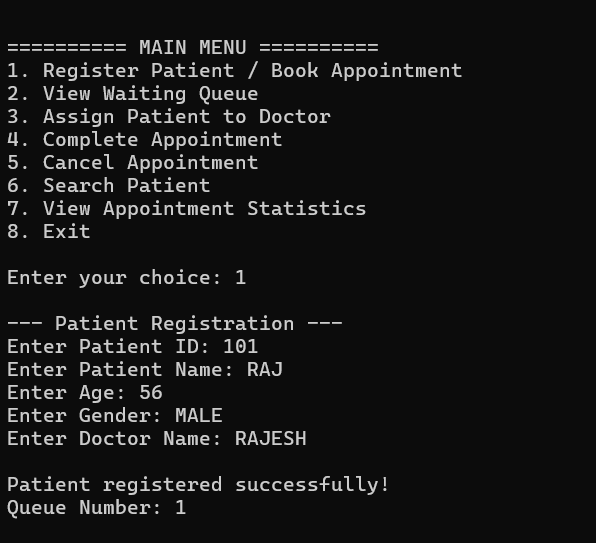 ========== MAIN MENU ==========
1. Register Patient / Book Appointment
2. View Waiting Queue
3. Assign Patient to Doctor
4. Complete Appointment
5. Cancel Appointment
6. Search Patient
7. View Appointment Statistics
8. Exit
Enter your choice: 1
--- Patient Registration ---
Enter Patient ID: 101
Enter Patient Name: RAJ
Enter Age: 56
Enter Gender: MALE
Enter Doctor Name: RAJESH
Patient registered successfully!
Queue Number: 1